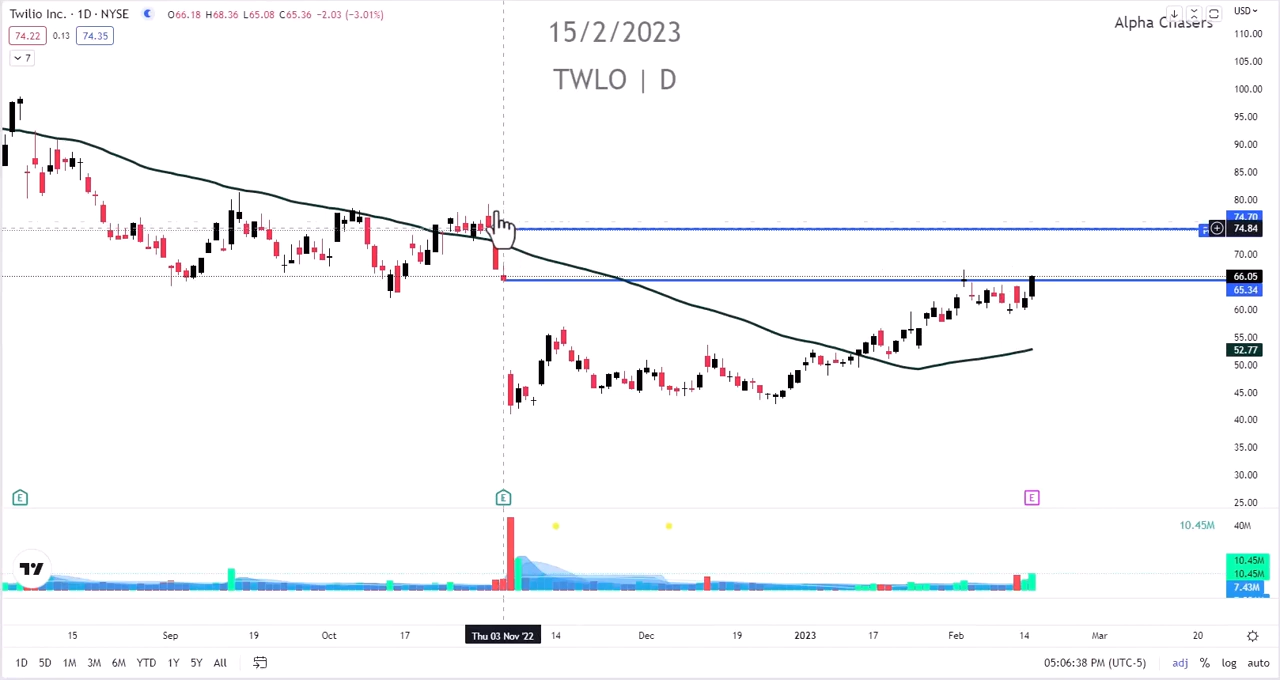 Twilio Inc. · 1D · NYSE O66.18 H68.36 L65.08 C65.36 −2.03 (−3.01%)
74.22 0.13 74.35
7
15/2/2023
TWLO | D
Alpha Chasers
USD
110.00
105.00
100.00
95.00
90.00
85.00
80.00
74.70
74.84
70.00
66.05
65.34
60.00
55.00
52.77
50.00
45.00
40.00
35.00
30.00
25.00
E E E
10.45M 40M
10.45M
10.45M
7.43M
15 Sep 19 Oct 17 Thu 03 Nov '22 14 Dec 19 2023 17 Feb 14 Mar 20
1D 5D 1M 3M 6M YTD 1Y 5Y All 05:06:38 PM (UTC-5) adj % log auto